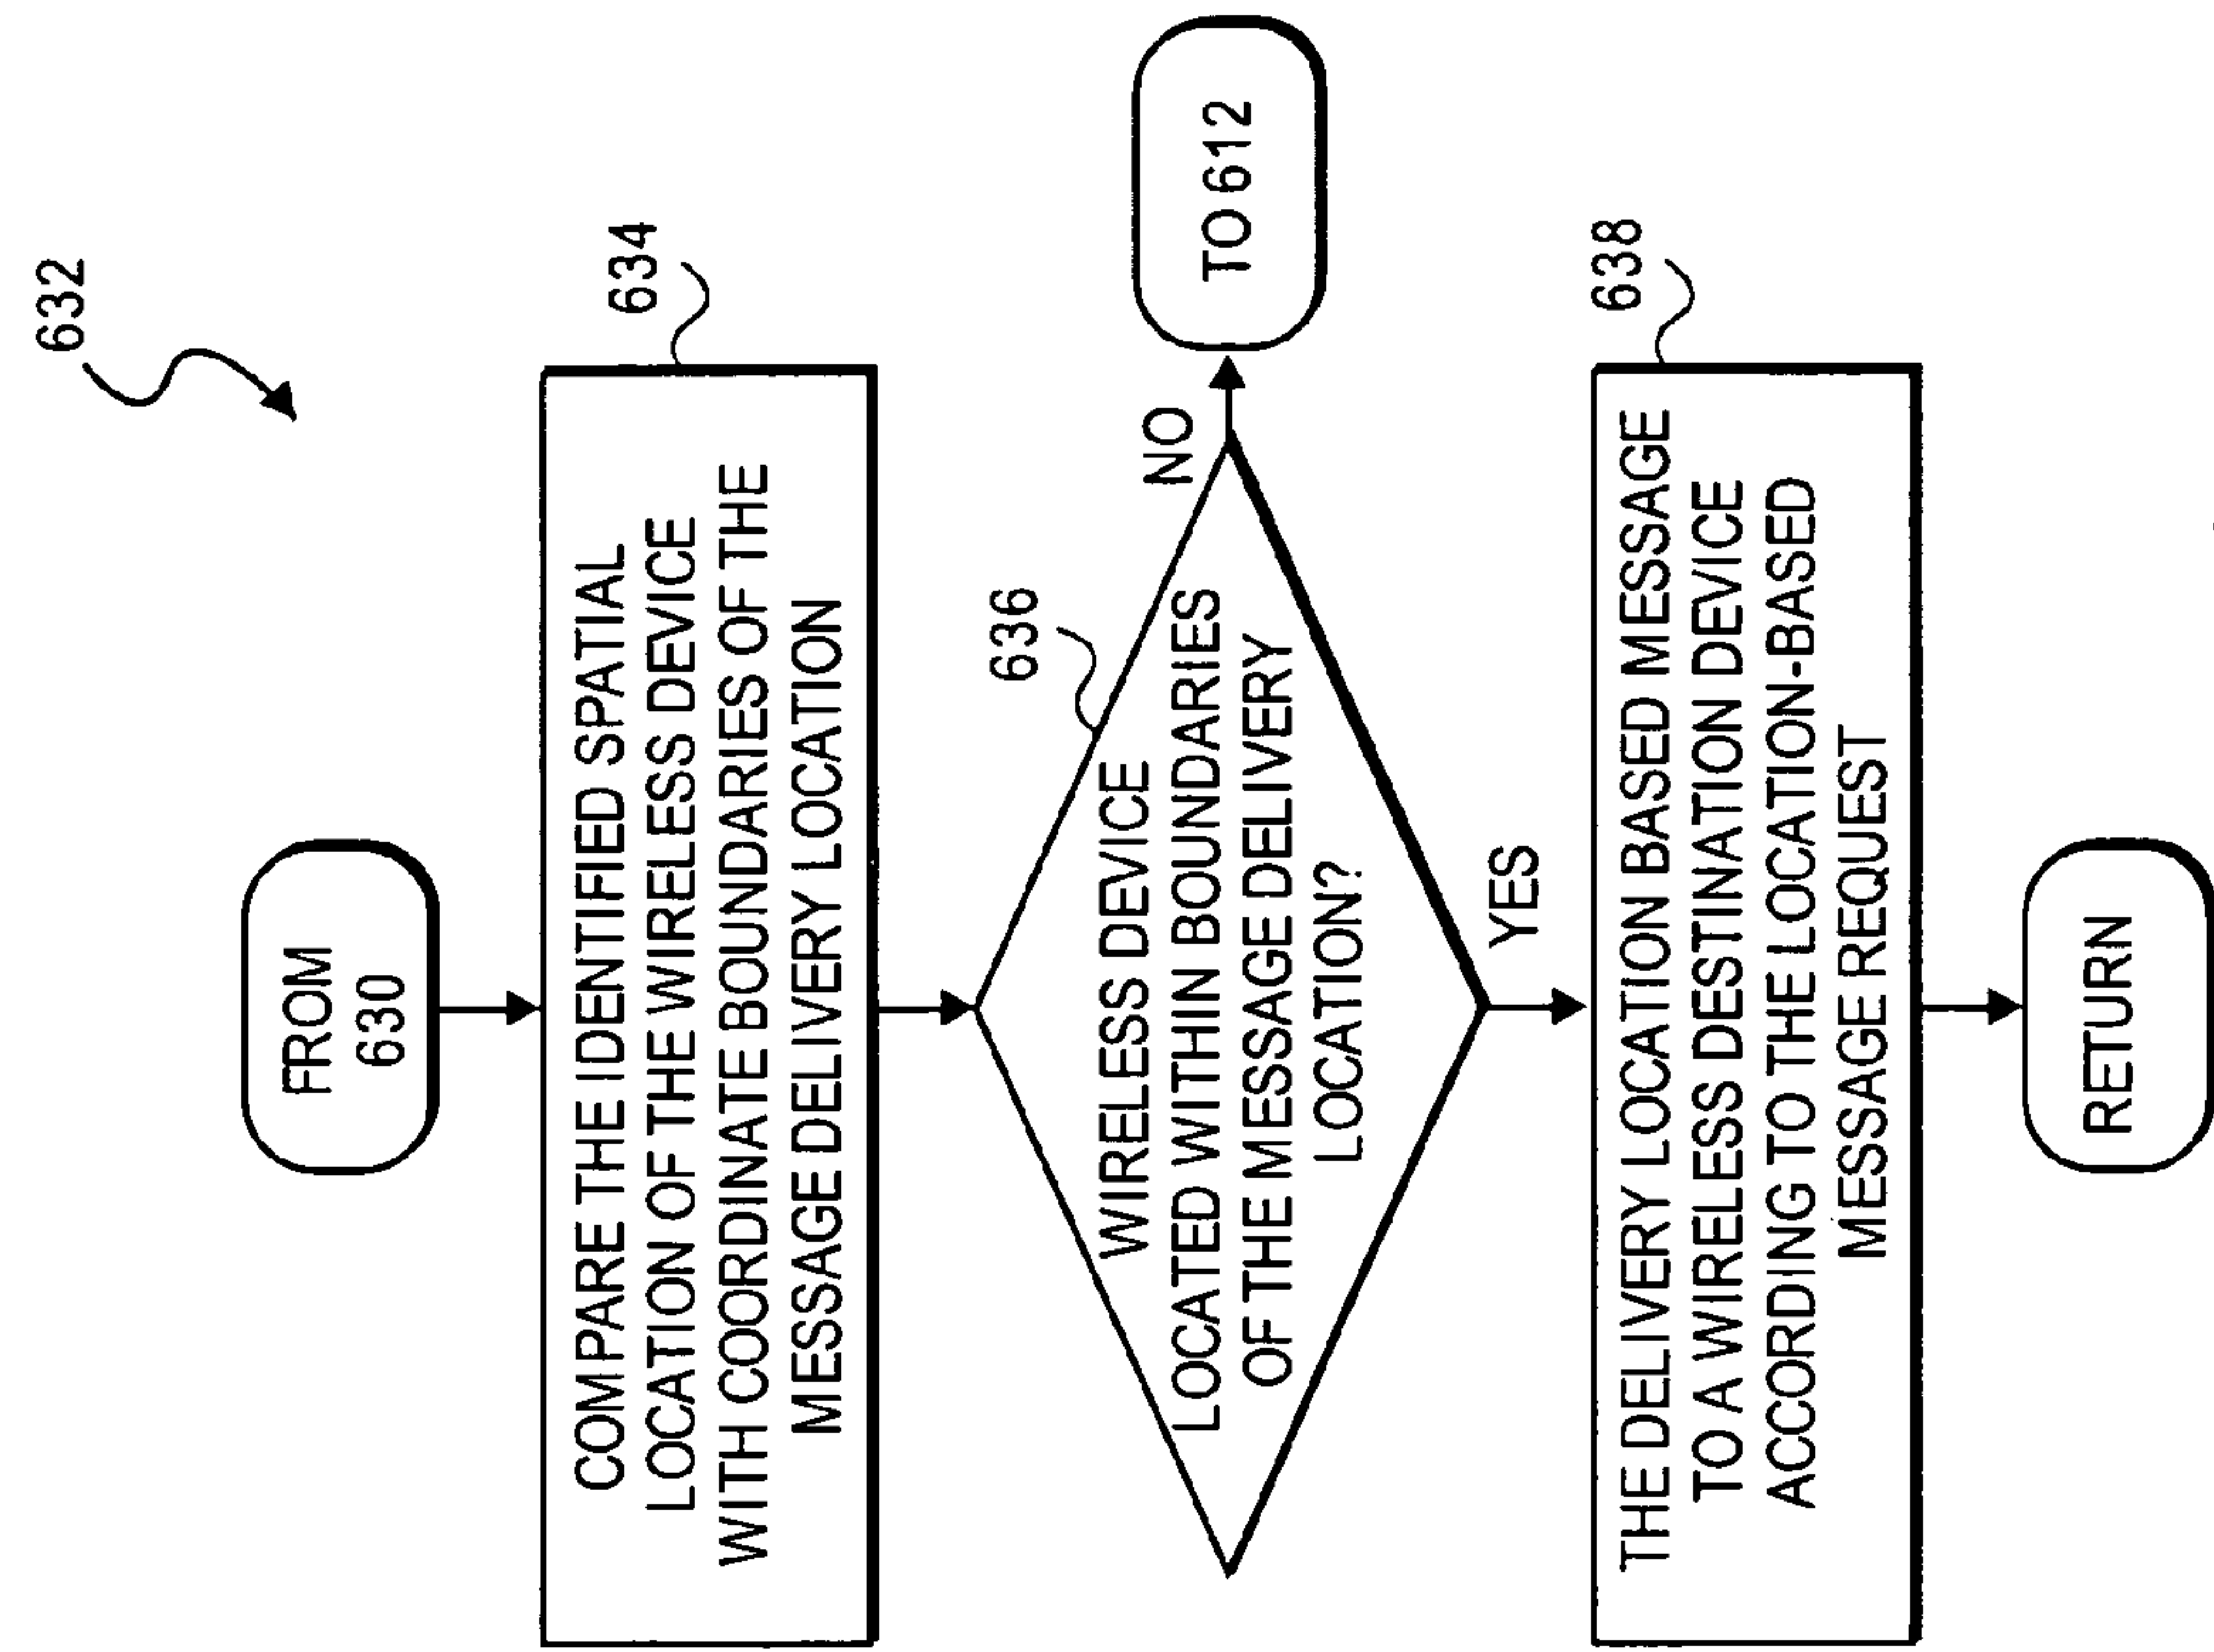 632
FROM
630
634
COMPARE THE IDENTIFIED SPATIAL
LOCATION OF THE WIRELESS DEVICE
WITH COORDINATE BOUNDARIES OF THE
MESSAGE DELIVERY LOCATION
636
WIRELESS DEVICE
LOCATED WITHIN BOUNDARIES
OF THE MESSAGE DELIVERY
LOCATION?
NO
TO 612
YES
638
THE DELIVERY LOCATION BASED MESSAGE
TO A WIRELESS DESTINATION DEVICE
ACCORDING TO THE LOCATION-BASED
MESSAGE REQUEST
RETURN